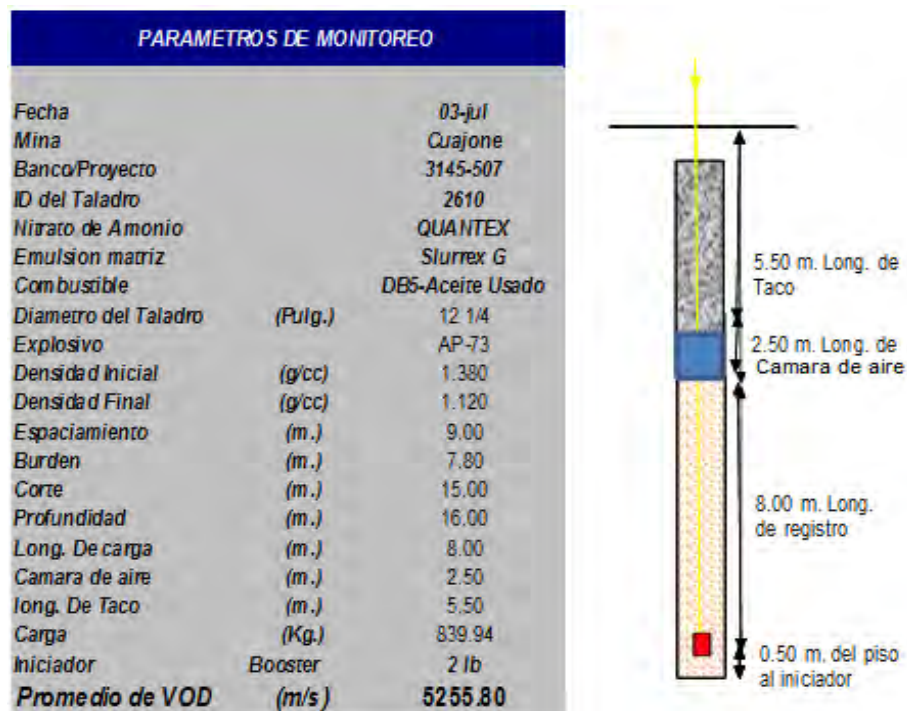 PARAMETROS DE MONITOREO
Fecha 03-jul
Mina Cuajone
Banco/Proyecto 3145-507
ID del Taladro 2610
Nitrato de Amonio QUANTEX
Emulsion matriz Slurrex G
Combustible DB5-Aceite Usado
Diametro del Taladro (Pulg.) 12 1/4
Explosivo AP-73
Densidad Inicial (g/cc) 1.380
Densidad Final (g/cc) 1.120
Espaciamiento (m.) 9.00
Burden (m.) 7.80
Corte (m.) 15.00
Profundidad (m.) 16.00
Long. De carga (m.) 8.00
Camara de aire (m.) 2.50
long. De Taco (m.) 5.50
Carga (Kg.) 839.94
Iniciador Booster 2 lb
Promedio de VOD (m/s) 5255.80
5.50 m. Long. de
Taco
2.50 m. Long. de
Camara de aire
8.00 m. Long.
de registro
0.50 m. del piso
al iniciador